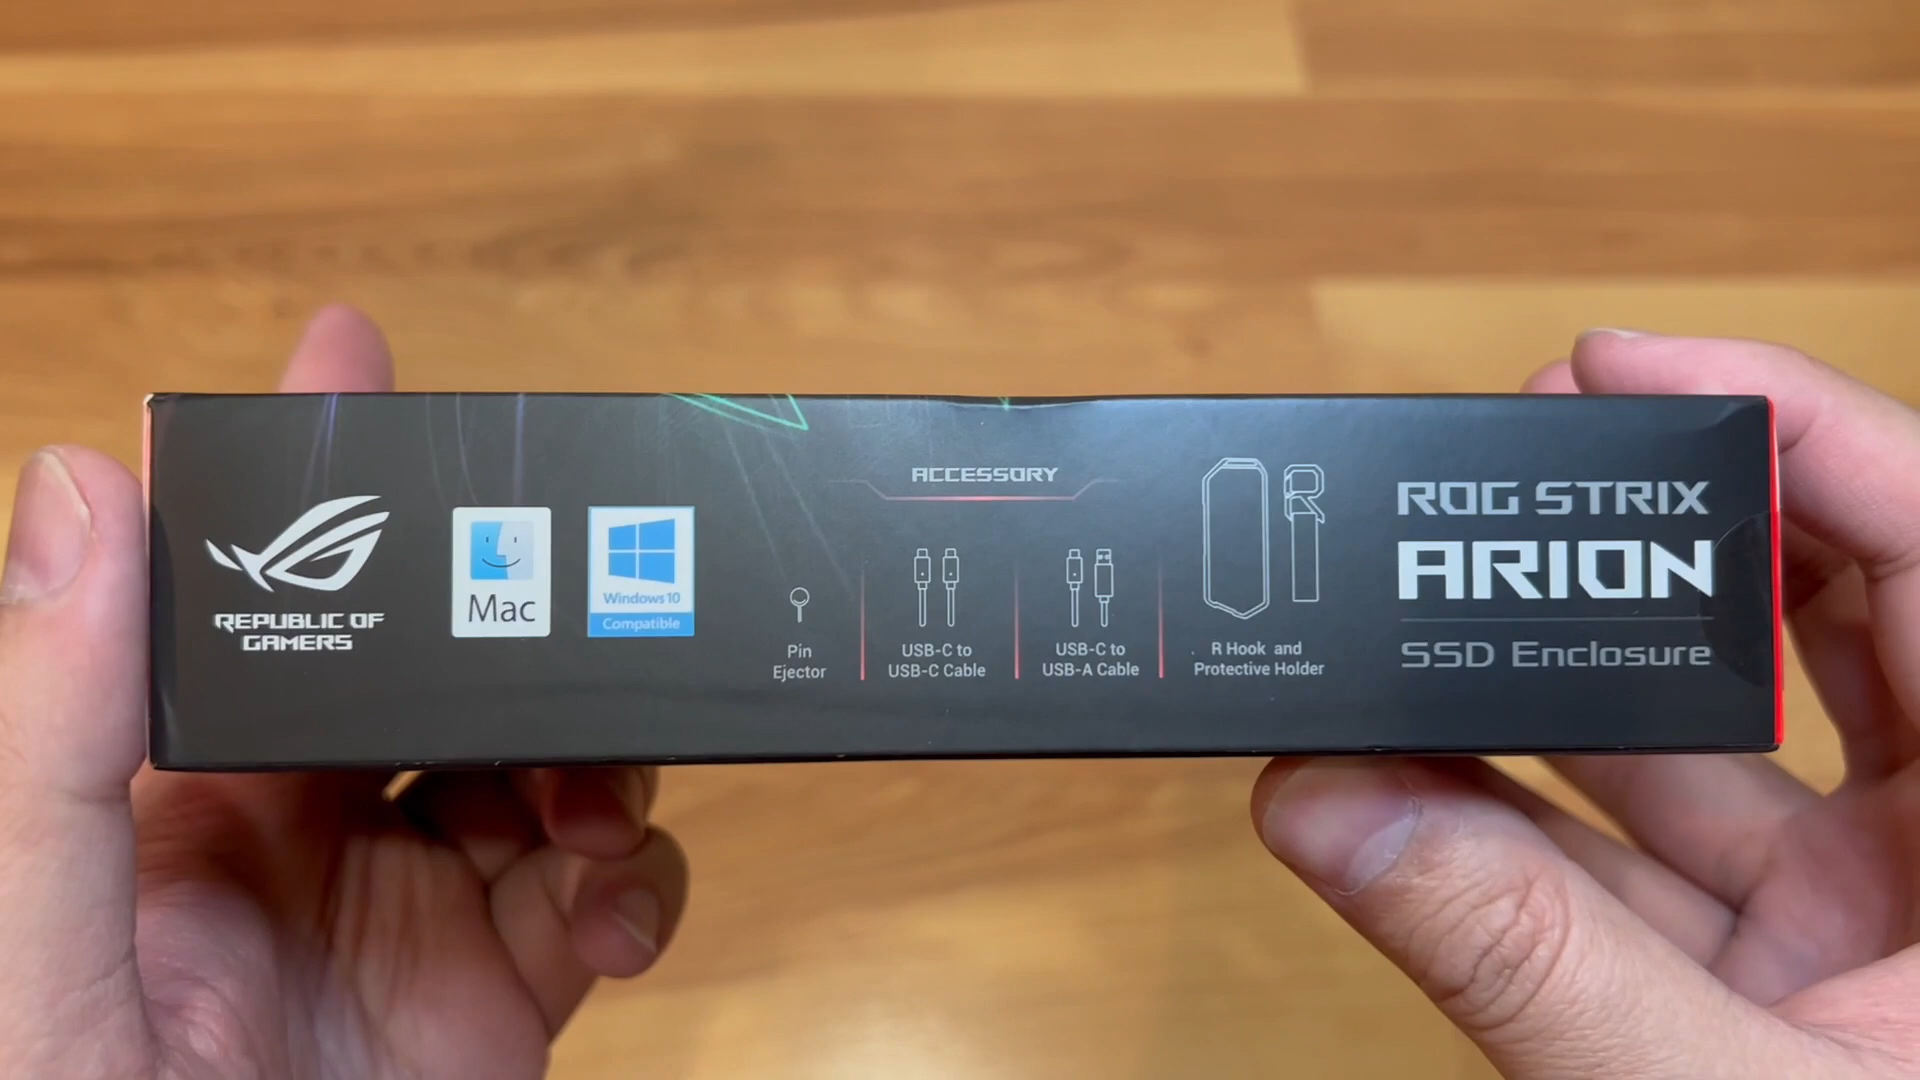 REPUBLIC OF
GAMERS
Mac
Windows 10
Compatible
ACCESSORY
Pin
Ejector
USB-C to
USB-C Cable
USB-C to
USB-A Cable
R Hook and
Protective Holder
ROG STRIX
ARION
SSD Enclosure